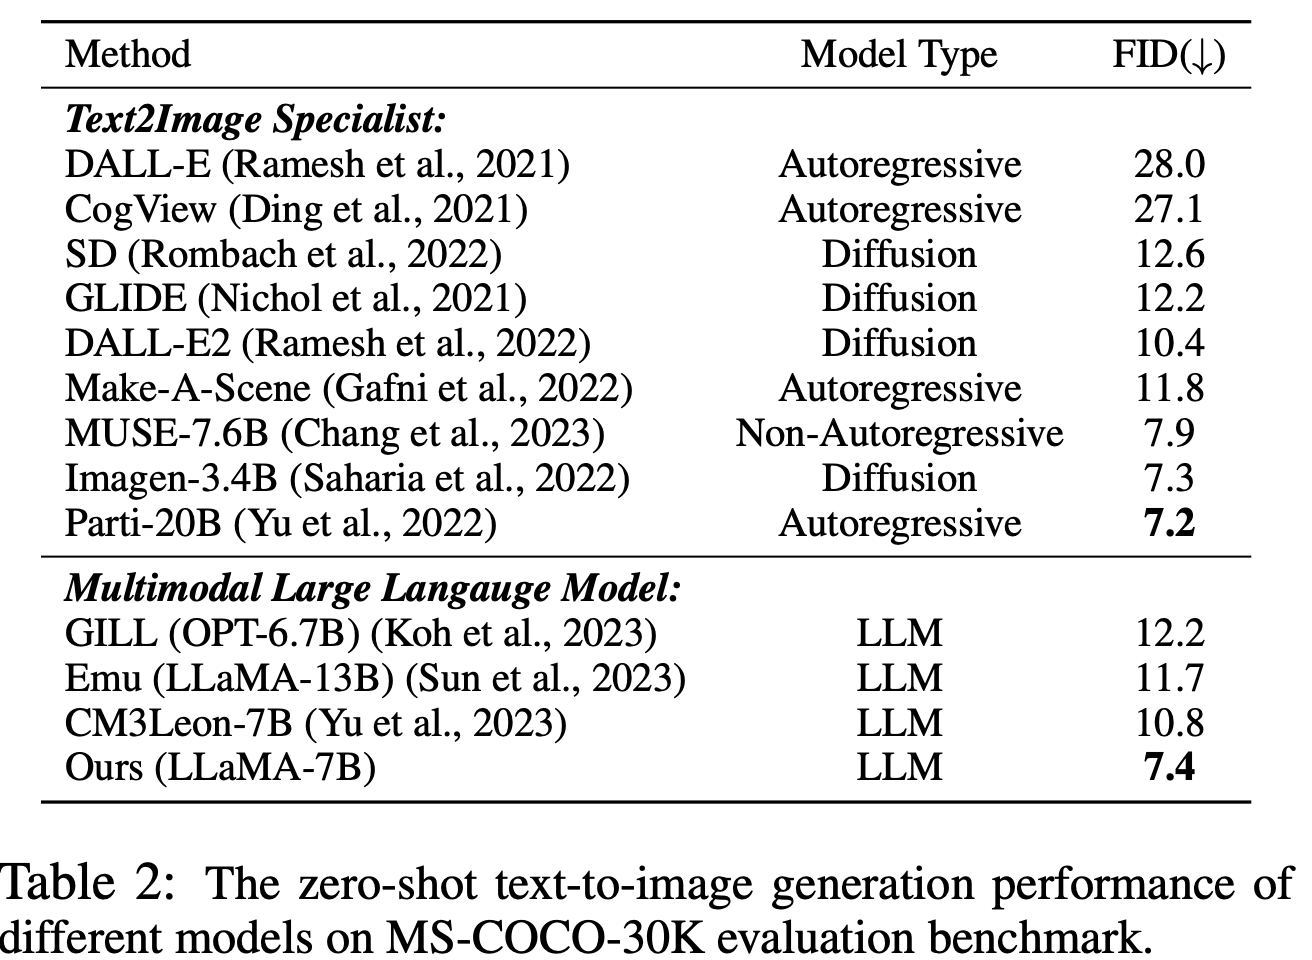 Method Model Type FID(↓)
Text2Image Specialist:
DALL-E (Ramesh et al., 2021) Autoregressive 28.0
CogView (Ding et al., 2021) Autoregressive 27.1
SD (Rombach et al., 2022) Diffusion 12.6
GLIDE (Nichol et al., 2021) Diffusion 12.2
DALL-E2 (Ramesh et al., 2022) Diffusion 10.4
Make-A-Scene (Gafni et al., 2022) Autoregressive 11.8
MUSE-7.6B (Chang et al., 2023) Non-Autoregressive 7.9
Imagen-3.4B (Saharia et al., 2022) Diffusion 7.3
Parti-20B (Yu et al., 2022) Autoregressive 7.2
Multimodal Large Langauge Model:
GILL (OPT-6.7B) (Koh et al., 2023) LLM 12.2
Emu (LLaMA-13B) (Sun et al., 2023) LLM 11.7
CM3Leon-7B (Yu et al., 2023) LLM 10.8
Ours (LLaMA-7B) LLM 7.4
Table 2: The zero-shot text-to-image generation performance of
different models on MS-COCO-30K evaluation benchmark.